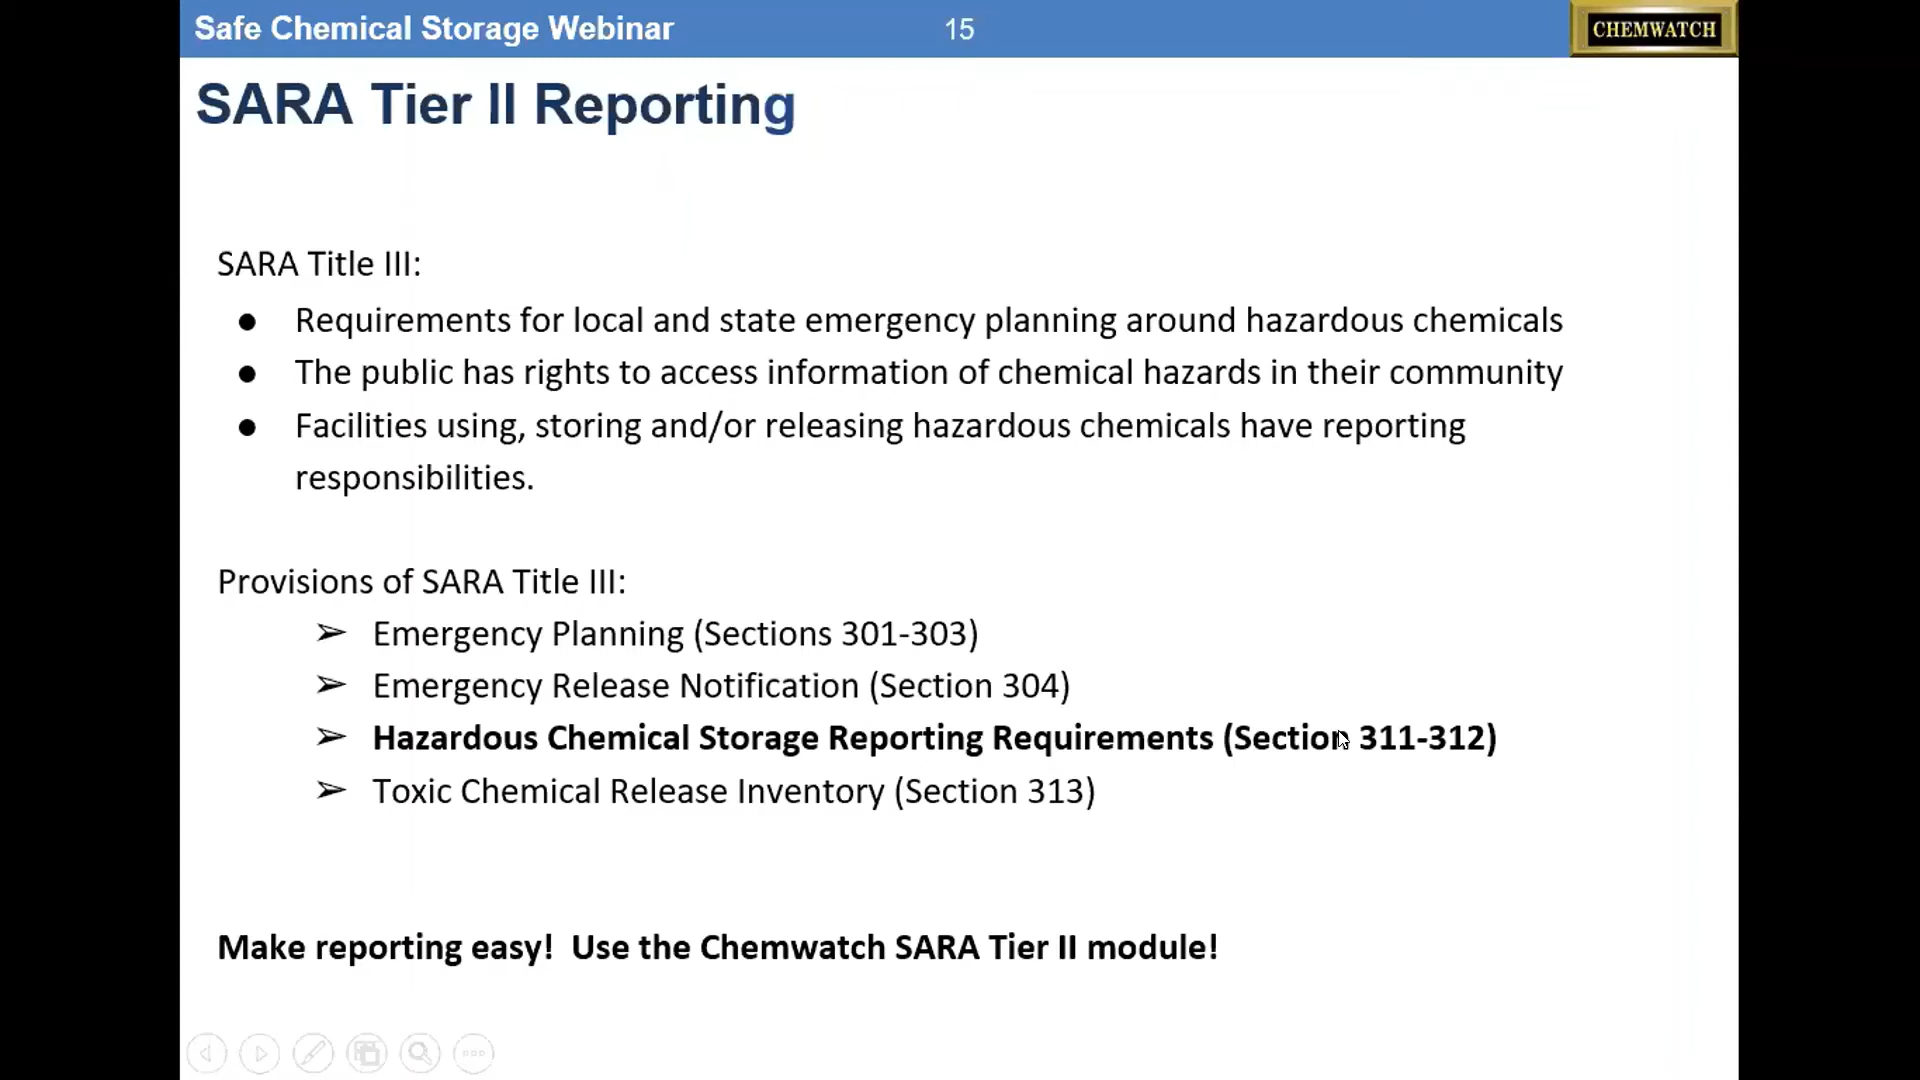 Safe Chemical Storage Webinar
15
CHEMWATCH
SARA Tier II Reporting
SARA Title III:
● Requirements for local and state emergency planning around hazardous chemicals
● The public has rights to access information of chemical hazards in their community
● Facilities using, storing and/or releasing hazardous chemicals have reporting
responsibilities.
Provisions of SARA Title III:
➢ Emergency Planning (Sections 301-303)
➢ Emergency Release Notification (Section 304)
➢ Hazardous Chemical Storage Reporting Requirements (Section 311-312)
➢ Toxic Chemical Release Inventory (Section 313)
Make reporting easy! Use the Chemwatch SARA Tier II module!